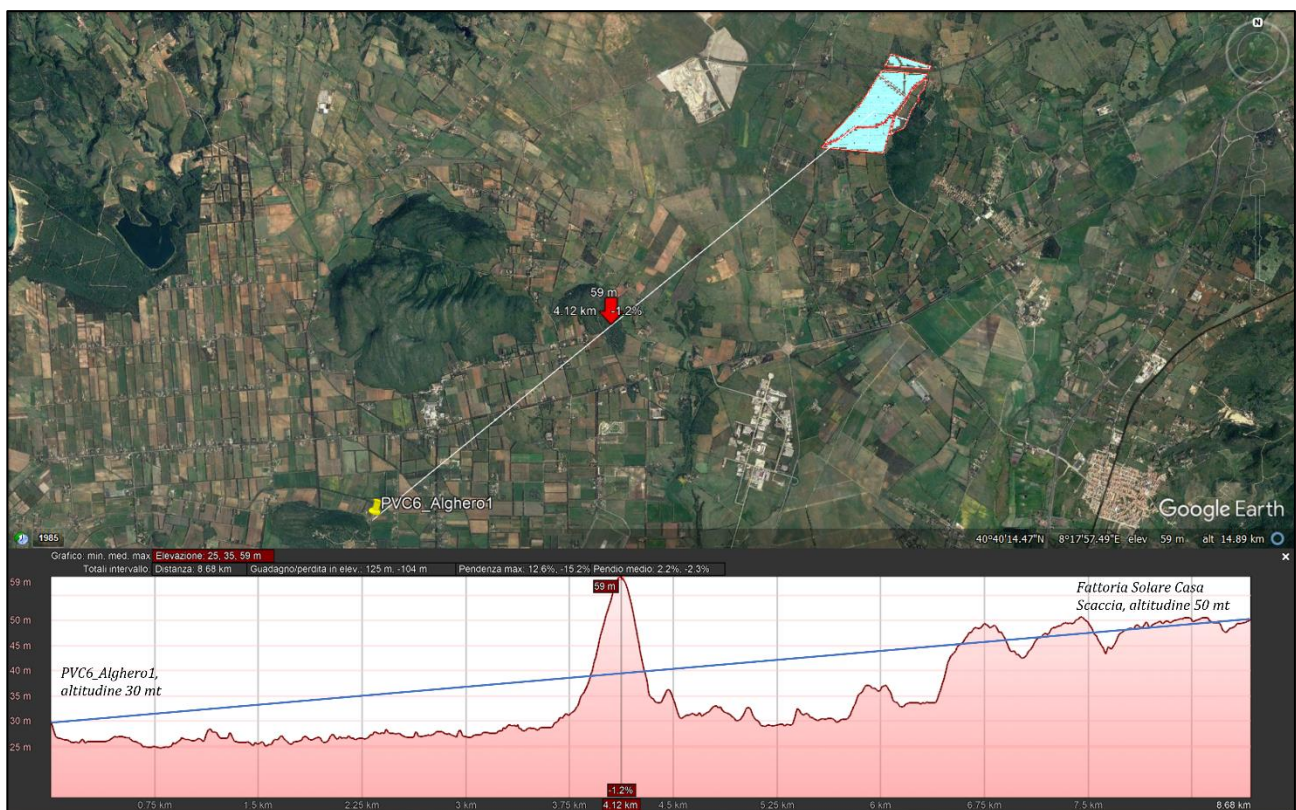 N
59 m
4.12 km -1.2%
PVC6_Alghero1
Google Earth
1985
40°40'14.47"N 8°17'57.49"E elev 59 m alt 14.89 km
Grafico: min. med. max Elevazione: 25, 35, 59 m
Totali intervallo: Distanza: 8.68 km Guadagno/perdita in elev.: 125 m, -104 m Pendenza max: 12.6%, -15.2% Pendio medio: 2.2%, -2.3%
59 m
50 m
45 m
40 m
35 m
30 m
25 m
59 m
PVC6_Alghero1,
altitudine 30 mt
Fattoria Solare Casa
Scaccia, altitudine 50 mt
-1.2%
0.75 km 1.5 km 2.25 km 3 km 3.75 km 4.12 km 4.5 km 5.25 km 6 km 6.75 km 7.5 km 8.68 km